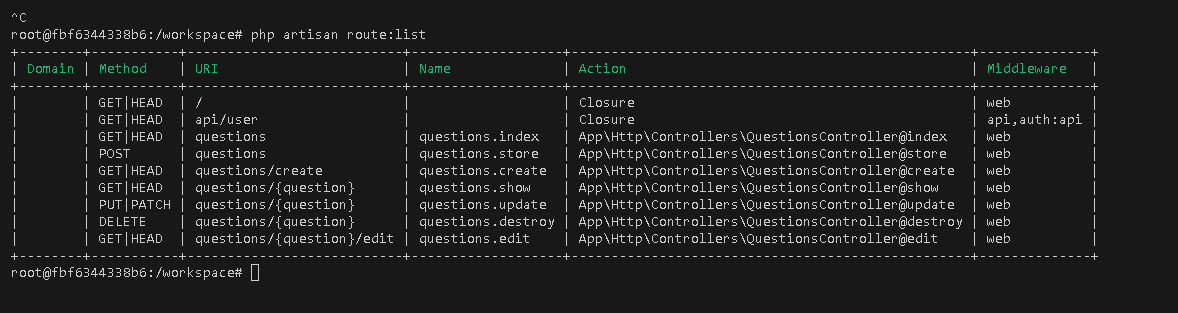 ^C
root@fbf6344338b6:/workspace# php artisan route:list
+--------+-----------+---------------------------+-------------------+--------------------------------------------------+--------------+
| Domain | Method    | URI                       | Name              | Action                                           | Middleware   |
+--------+-----------+---------------------------+-------------------+--------------------------------------------------+--------------+
|        | GET|HEAD  | /                         |                   | Closure                                          | web          |
|        | GET|HEAD  | api/user                  |                   | Closure                                          | api,auth:api |
|        | GET|HEAD  | questions                 | questions.index   | App\Http\Controllers\QuestionsController@index   | web          |
|        | POST      | questions                 | questions.store   | App\Http\Controllers\QuestionsController@store   | web          |
|        | GET|HEAD  | questions/create          | questions.create  | App\Http\Controllers\QuestionsController@create  | web          |
|        | GET|HEAD  | questions/{question}      | questions.show    | App\Http\Controllers\QuestionsController@show    | web          |
|        | PUT|PATCH | questions/{question}      | questions.update  | App\Http\Controllers\QuestionsController@update  | web          |
|        | DELETE    | questions/{question}      | questions.destroy | App\Http\Controllers\QuestionsController@destroy | web          |
|        | GET|HEAD  | questions/{question}/edit | questions.edit    | App\Http\Controllers\QuestionsController@edit    | web          |
+--------+-----------+---------------------------+-------------------+--------------------------------------------------+--------------+
root@fbf6344338b6:/workspace#